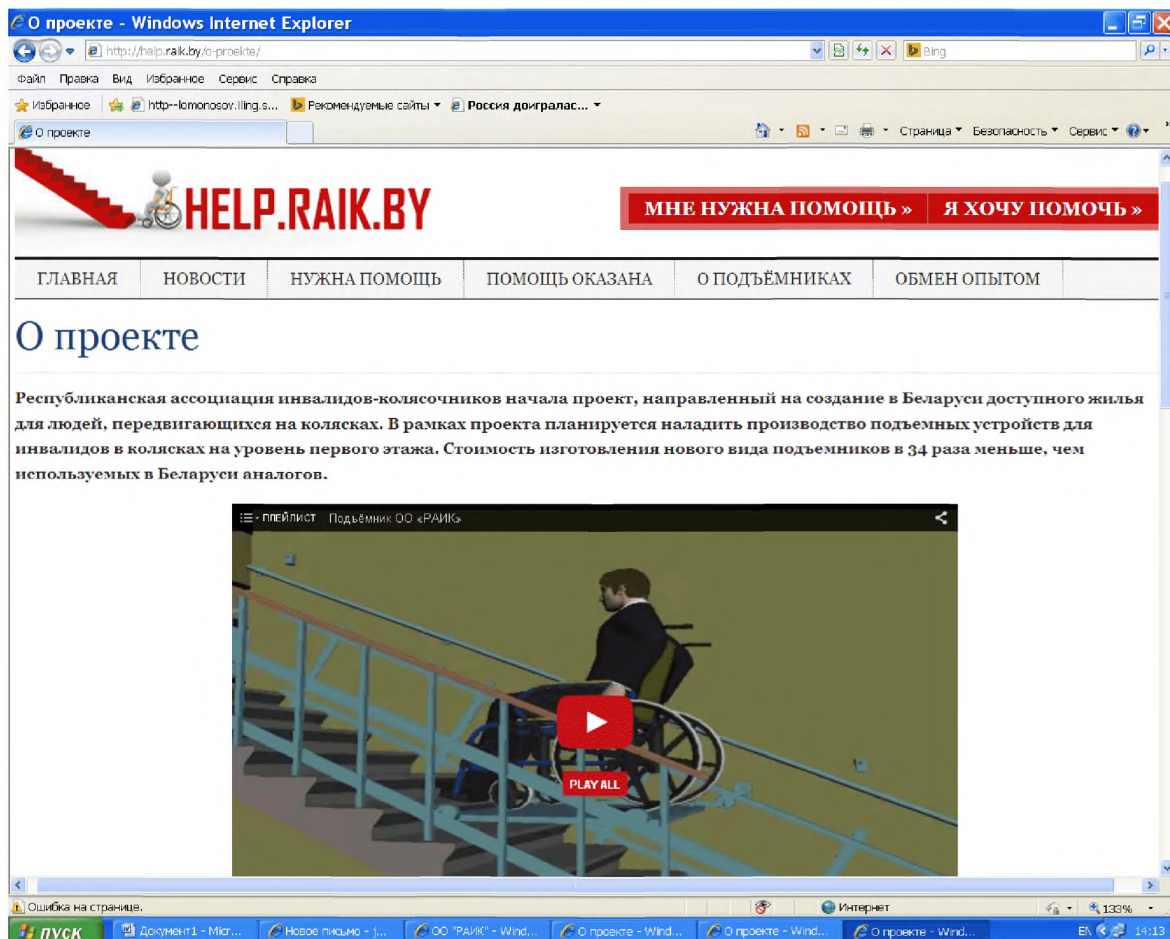 О проекте - Windows Internet Explorer
http://help.raik.by/o-proekte/
Bing
Файл Правка Вид Избранное Сервис Справка
Избранное http--lomonosov.iling.s... Рекомендуемые сайты Россия доигралас...
О проекте
Страница Безопасность Сервис
HELP.RAIK.BY
МНЕ НУЖНА ПОМОЩЬ » Я ХОЧУ ПОМОЧЬ »
ГЛАВНАЯ НОВОСТИ НУЖНА ПОМОЩЬ ПОМОЩЬ ОКАЗАНА О ПОДЪЁМНИКАХ ОБМЕН ОПЫТОМ
О проекте
Республиканская ассоциация инвалидов-колясочников начала проект, направленный на создание в Беларуси доступного жилья
для людей, передвигающихся на колясках. В рамках проекта планируется наладить производство подъемных устройств для
инвалидов в колясках на уровень первого этажа. Стоимость изготовления нового вида подъемников в 34 раза меньше, чем
используемых в Беларуси аналогов.
ПЛЕЙЛИСТ Подъёмник ОО «РАИК»
PLAY ALL
Ошибка на странице.
Интернет
133%
пуск
Документ1 - Micr...
Новое письмо - j...
ОО "РАИК" - Wind...
О проекте - Wind...
О проекте - Wind...
О проекте - Wind...
EN
14:13